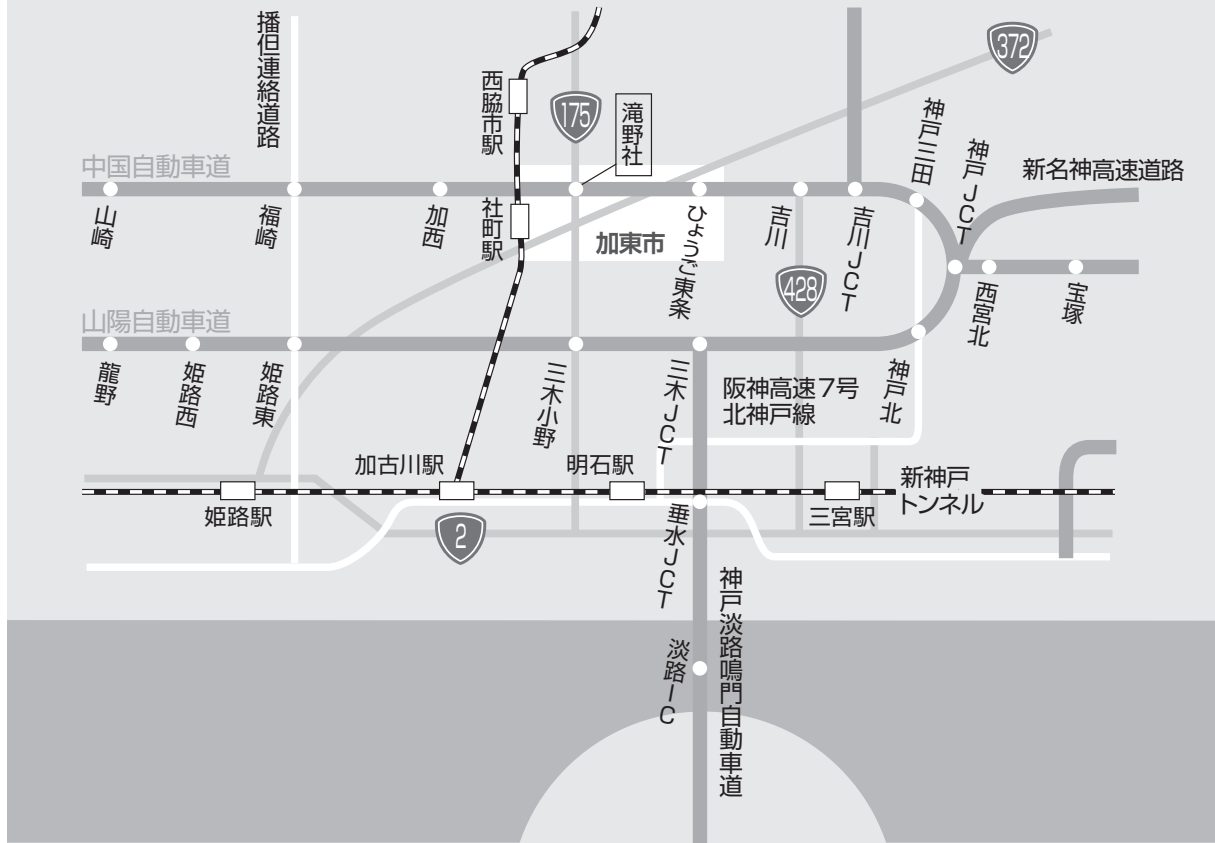 播但連絡道路
西脇市駅
175
滝野社
372
神戸三田
神戸JCT
新名神高速道路
中国自動車道
山崎
福崎
加西
社町駅
加東市
ひょうご東条
吉川
吉川JCT
428
西宮北
宝塚
山陽自動車道
龍野
姫路西
姫路東
三木小野
三木JCT
阪神高速7号
北神戸線
神戸北
加古川駅
明石駅
新神戸
トンネル
姫路駅
2
垂水JCT
三宮駅
神戸淡路鳴門自動車道
淡路IC